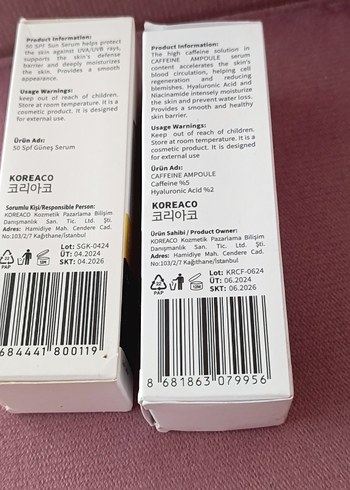 Product Information:
50 SPF Sun Serum helps protect
the skin against UVA/UVB rays,
supports the skin's defense
barrier and deeply moisturizes
the skin. Provides a smooth
appearance.
Usage Warnings:
keep out of reach of children.
Store at room temperature. It is a
cosmetic product. It is designed
for external use.
Ürün Adı:
50 Spf Güneş Serum
KOREACO
코리아코
Sorumlu Kişi/Responsible Person:
KOREACO Kozmetik Pazarlama Bilişim
Danışmanlık San. Tic. Ltd. Şti.
Adres: Hamidiye Mah. Cendere Cad.
No:103/2/7 Kağıthane/İstanbul
PAP
Lot: SGK-0424
ÜT: 04.2024
SKT: 04.2026
684441 800119
Product Information:
The high caffeine solution in
CAFFEINE AMPOULE serum
content accelerates the skin's
blood circulation, helping cell
regeneration and reducing
blemishes. Hyaluronic Acid and
Niacinamide intensely moisturize
the skin and prevent water loss.
Provides a smooth and healthy
skin barrier.
Usage Warnings:
Keep out of reach of children.
Store at room temperature. It is a
cosmetic product. It is designed
for external use
Ürün Adı:
CAFFEINE AMPOULE
Caffeine %5
Hyaluronic Acid %2
KOREACO
코리아코
Ürün Sahibi / Product Owner:
KOREACO Kozmetik Pazarlama Bilişim
Danışmanlık San. Tic. Ltd. Şti.
Adres: Hamidiye Mah. Cendere Cad.
No:103/2/7 Kağıthane/İstanbul
PAP
Lot: KRCF-0624
ÜT: 06.2024
SKT: 06.2026
8 681863 079956